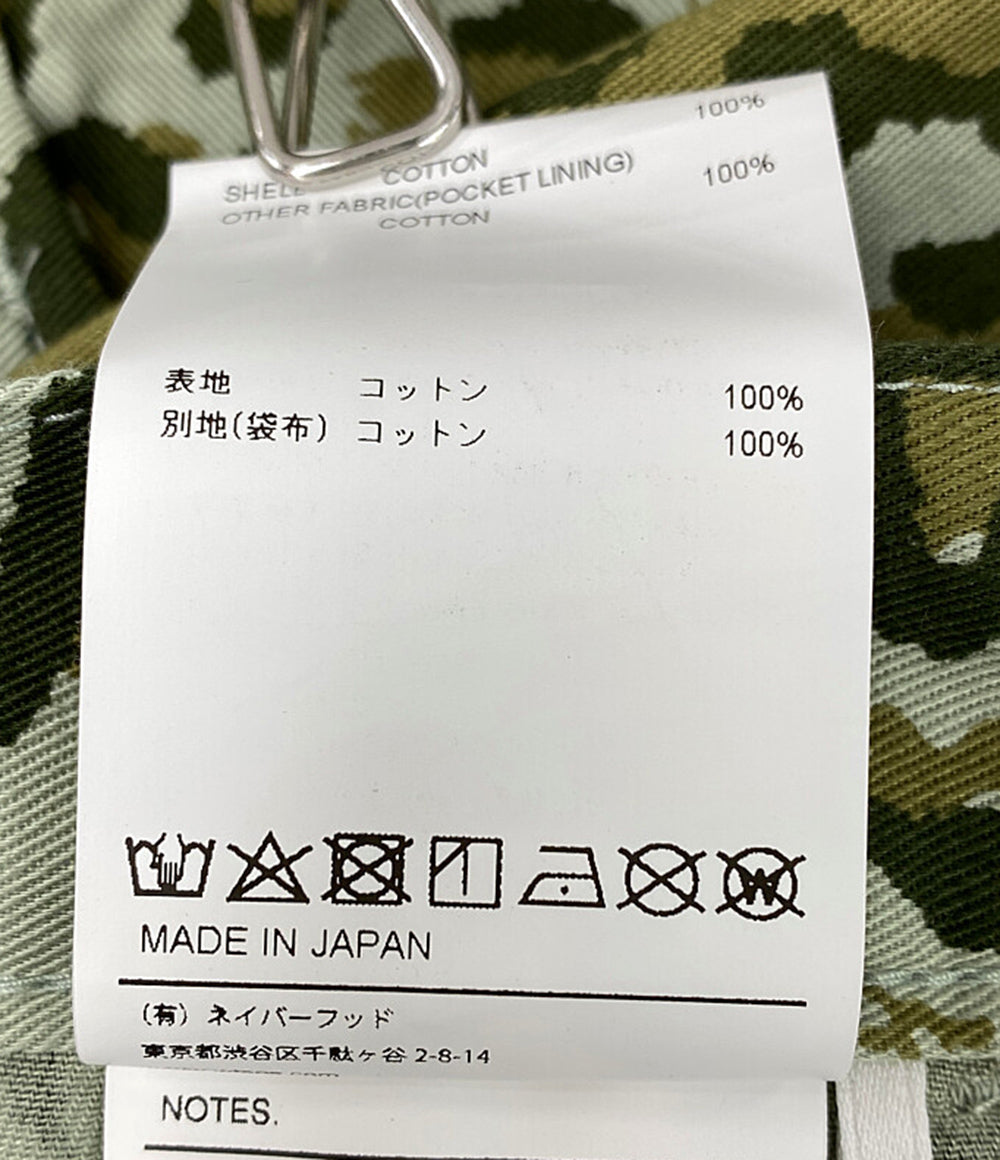 SHELL COTTON 100%
OTHER FABRIC(POCKET LINING)
COTTON 100%
表地 コットン 100%
別地(袋布) コットン 100%
MADE IN JAPAN
(有) ネイバーフッド
東京都渋谷区千駄ヶ谷 2-8-14
NOTES.